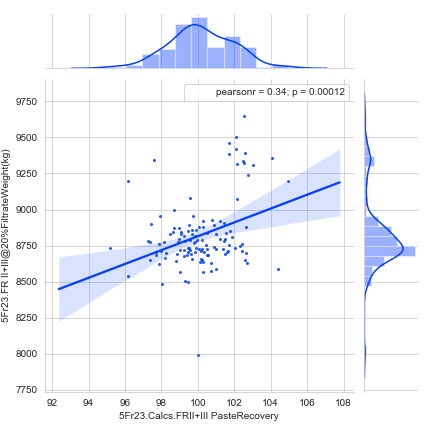 pearsonr = 0.34; p = 0.00012
5Fr23.FR II+III@20%FiltrateWeight(kg)
9750
9500
9250
9000
8750
8500
8250
8000
7750
92 94 96 98 100 102 104 106 108
5Fr23.Calcs.FRII+III PasteRecovery